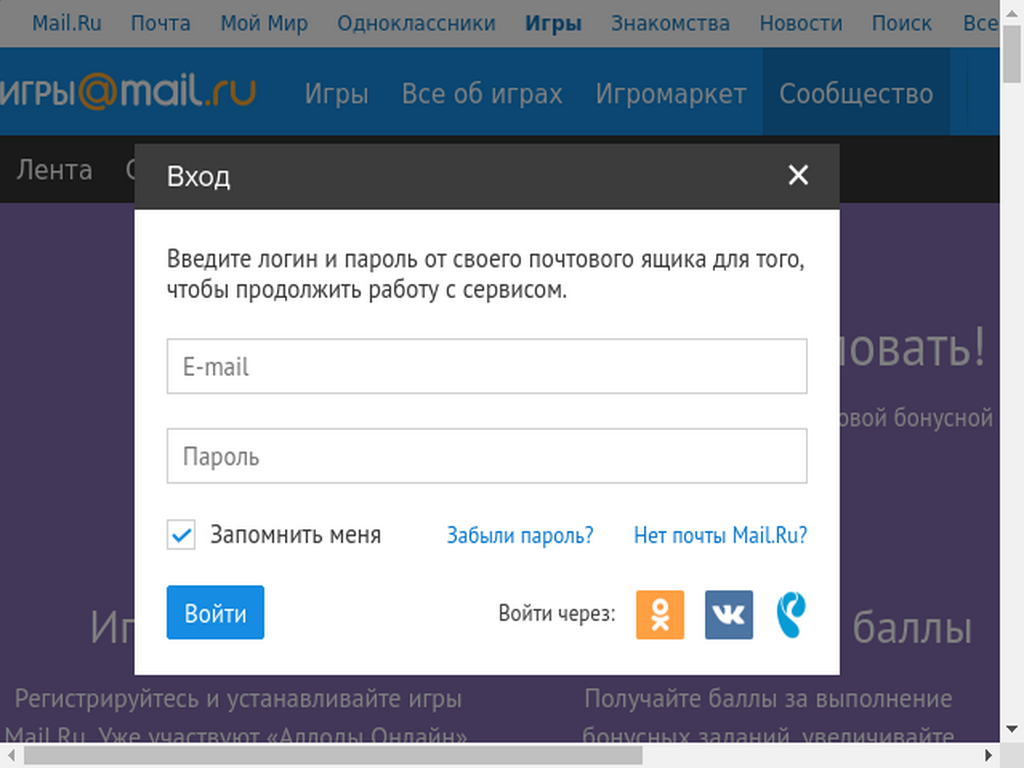 Mail.Ru Почта Мой Мир Одноклассники Игры Знакомства Новости Поиск Все
игры@mail.ru Игры Все об играх Игромаркет Сообщество
Лента
Вход
Введите логин и пароль от своего почтового ящика для того,
чтобы продолжить работу с сервисом.
E-mail
Пароль
Запомнить меня Забыли пароль? Нет почты Mail.Ru?
Войти Войти через:
овать!
овой бонусной
Иг
баллы
Регистрируйтесь и устанавливайте игры
Mail.Ru. Уже участвуют «Аллоды Онлайн»
Получайте баллы за выполнение
бонусных заданий, увеличивайте